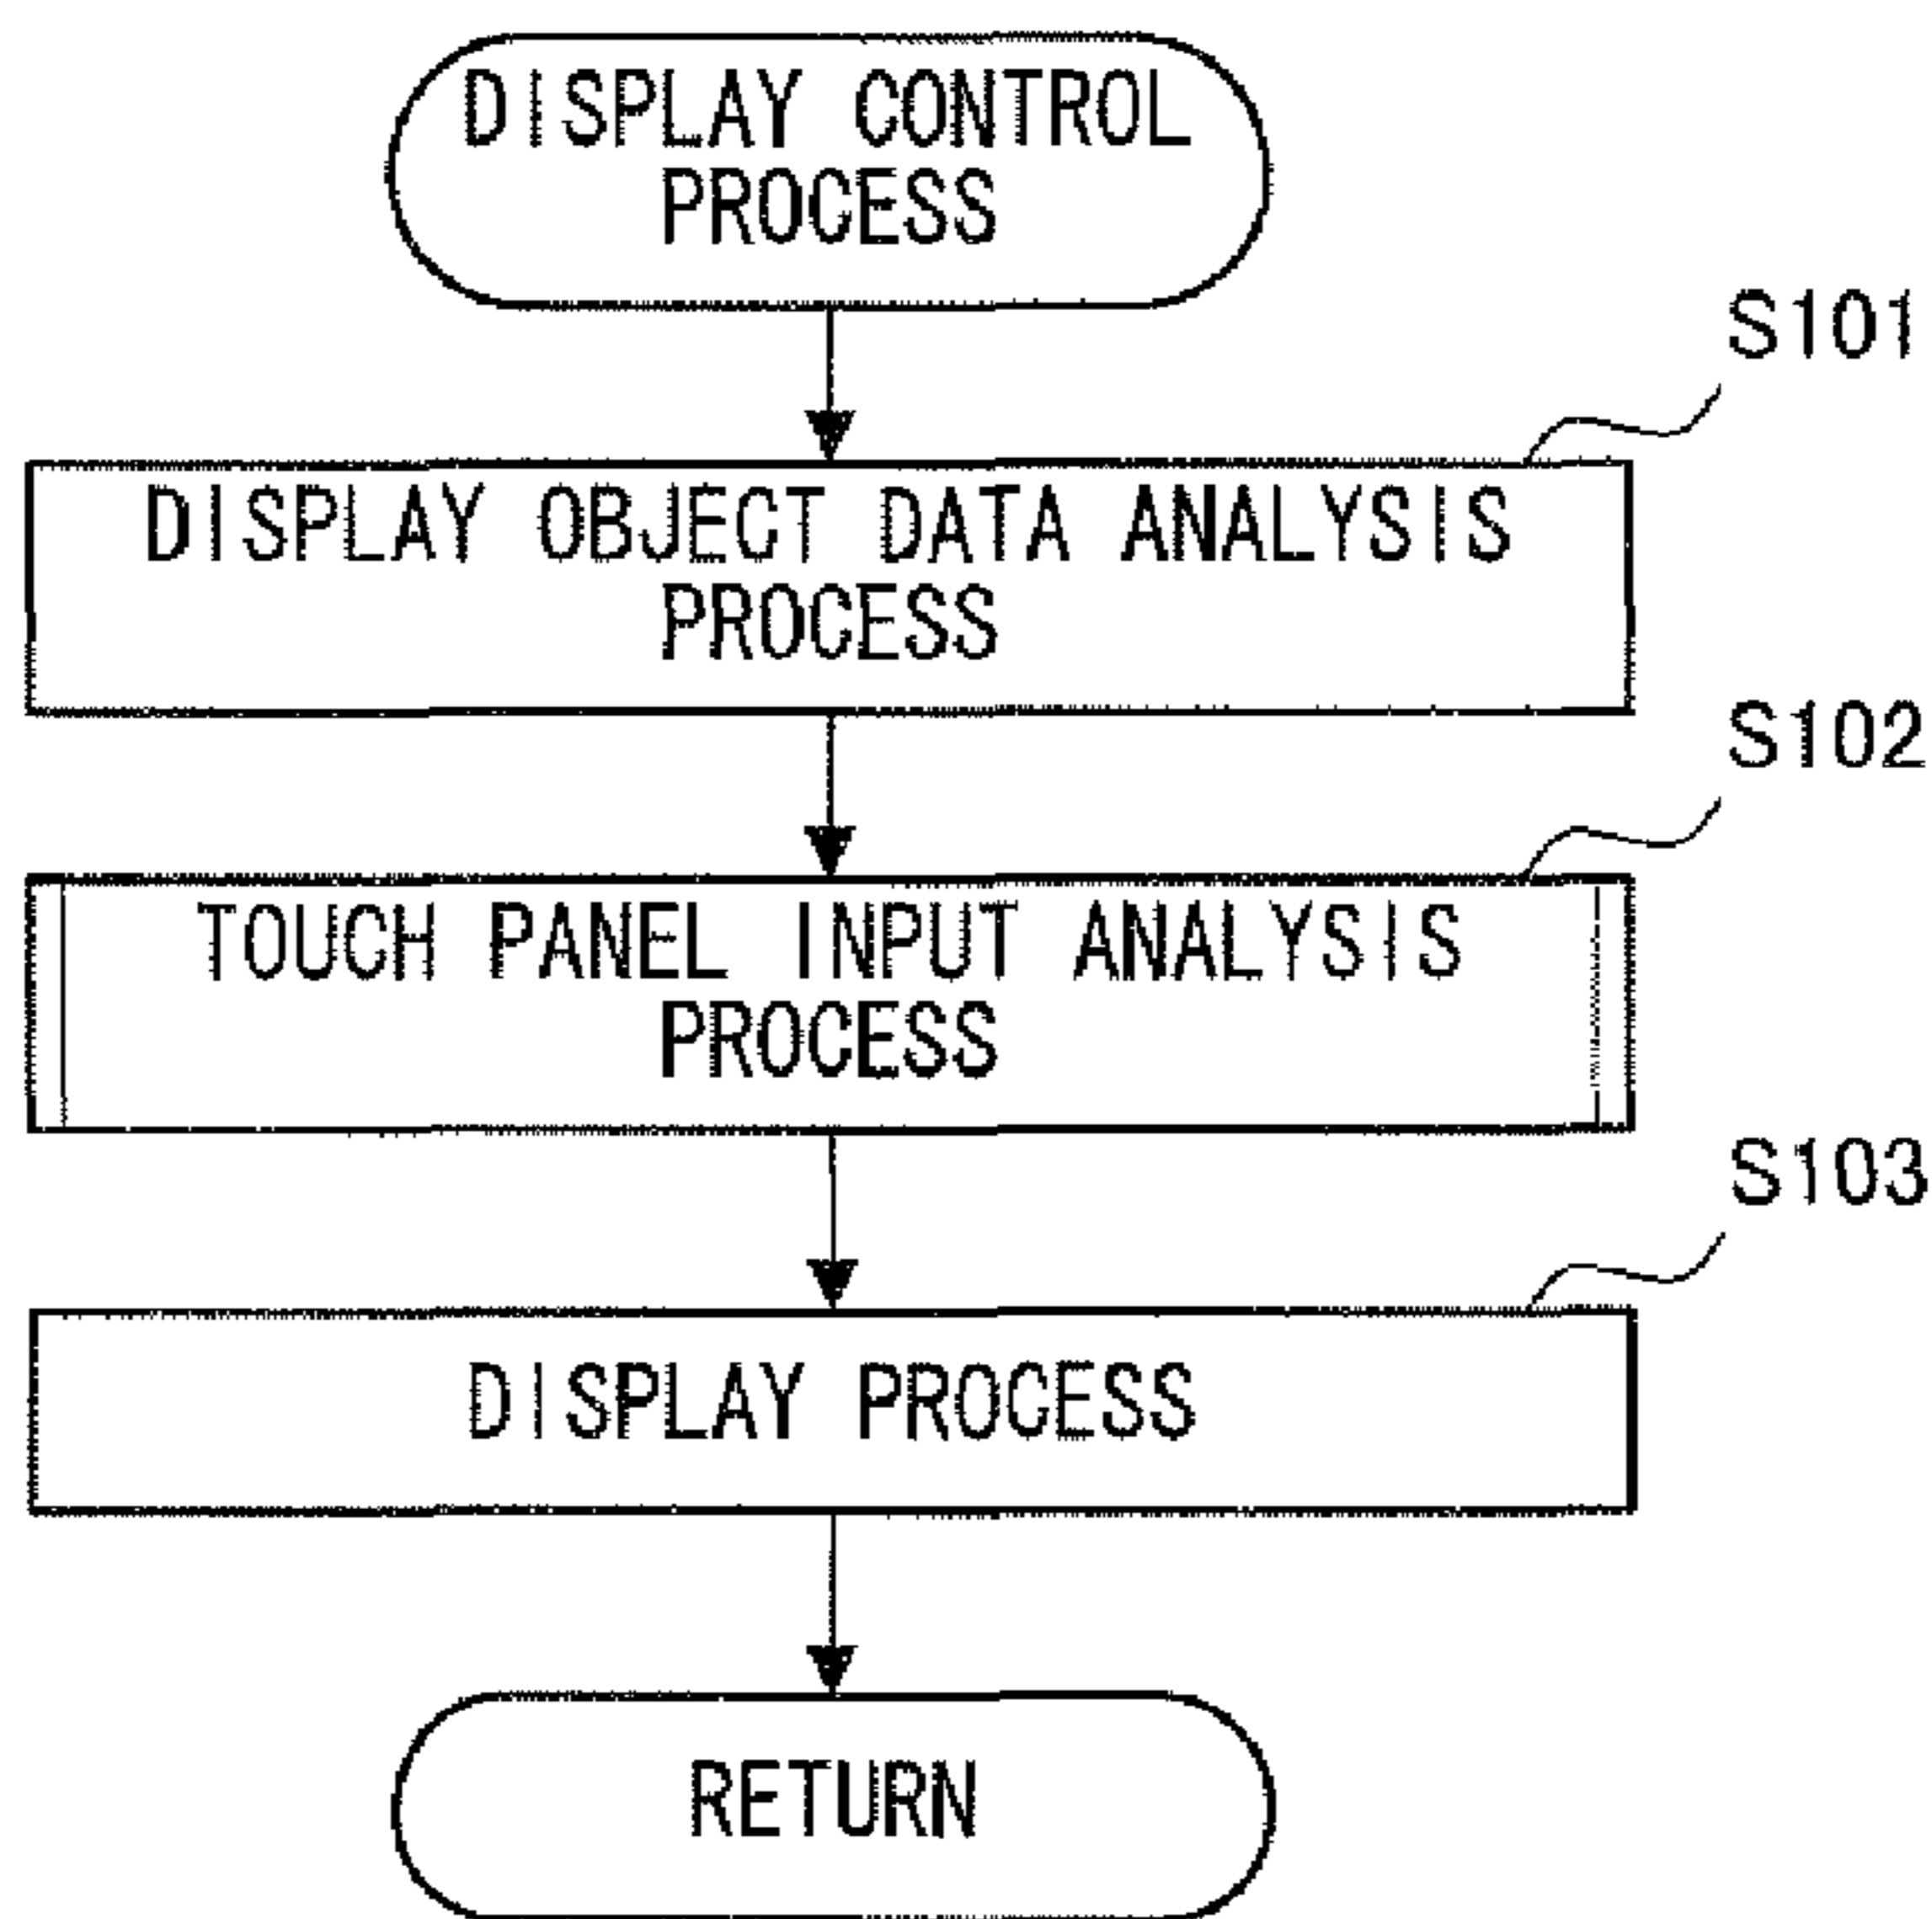 DISPLAY CONTROL
PROCESS
S101
DISPLAY OBJECT DATA ANALYSIS
PROCESS
S102
TOUCH PANEL INPUT ANALYSIS
PROCESS
S103
DISPLAY PROCESS
RETURN